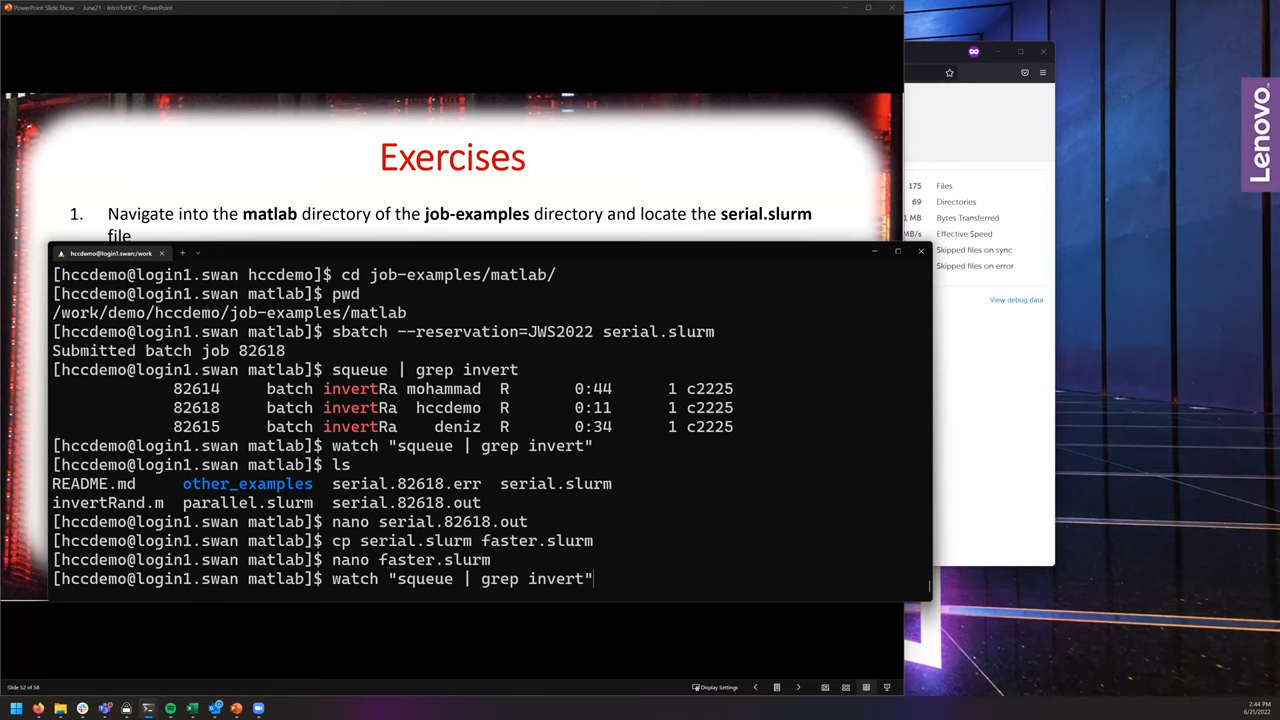 PowerPoint Slide Show - June21 - IntroToHCC - PowerPoint
Exercises
1. Navigate into the matlab directory of the job-examples directory and locate the serial.slurm
file
175 Files
69 Directories
1 MB Bytes Transferred
MB/s Effective Speed
Skipped files on sync
Skipped files on error
View debug data
Lenovo
hccdemo@login1.swan:/work
[hccdemo@login1.swan hccdemo]$ cd job-examples/matlab/
[hccdemo@login1.swan matlab]$ pwd
/work/demo/hccdemo/job-examples/matlab
[hccdemo@login1.swan matlab]$ sbatch --reservation=JWS2022 serial.slurm
Submitted batch job 82618
[hccdemo@login1.swan matlab]$ squeue | grep invert
82614 batch invertRa mohammad R 0:44 1 c2225
82618 batch invertRa hccdemo R 0:11 1 c2225
82615 batch invertRa deniz R 0:34 1 c2225
[hccdemo@login1.swan matlab]$ watch "squeue | grep invert"
[hccdemo@login1.swan matlab]$ ls
README.md other_examples serial.82618.err serial.slurm
invertRand.m parallel.slurm serial.82618.out
[hccdemo@login1.swan matlab]$ nano serial.82618.out
[hccdemo@login1.swan matlab]$ cp serial.slurm faster.slurm
[hccdemo@login1.swan matlab]$ nano faster.slurm
[hccdemo@login1.swan matlab]$ watch "squeue | grep invert"
Slide 52 of 58
Display Settings
2:44 PM
6/21/2022